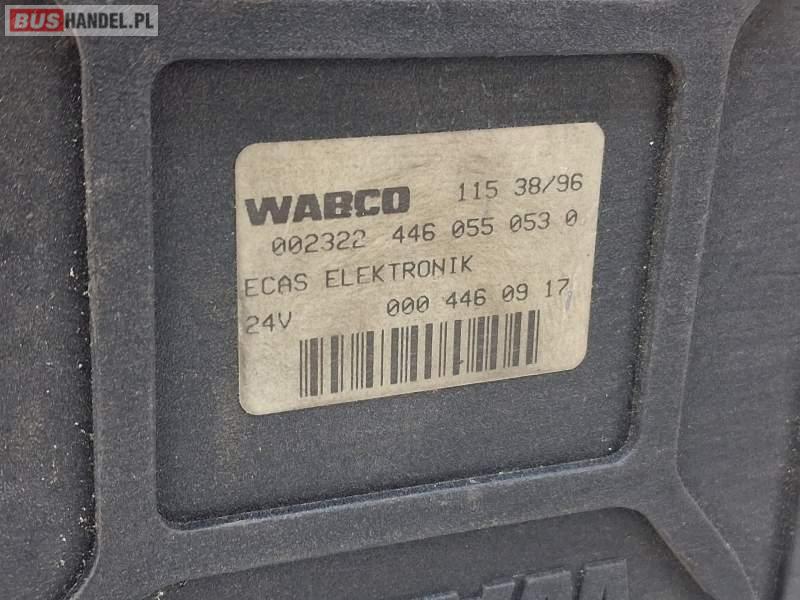 BUSHANDEL.PL
WABCO 115 38/96
002322 446 055 053 0
ECAS ELEKTRONIK
24V 000 446 09 17